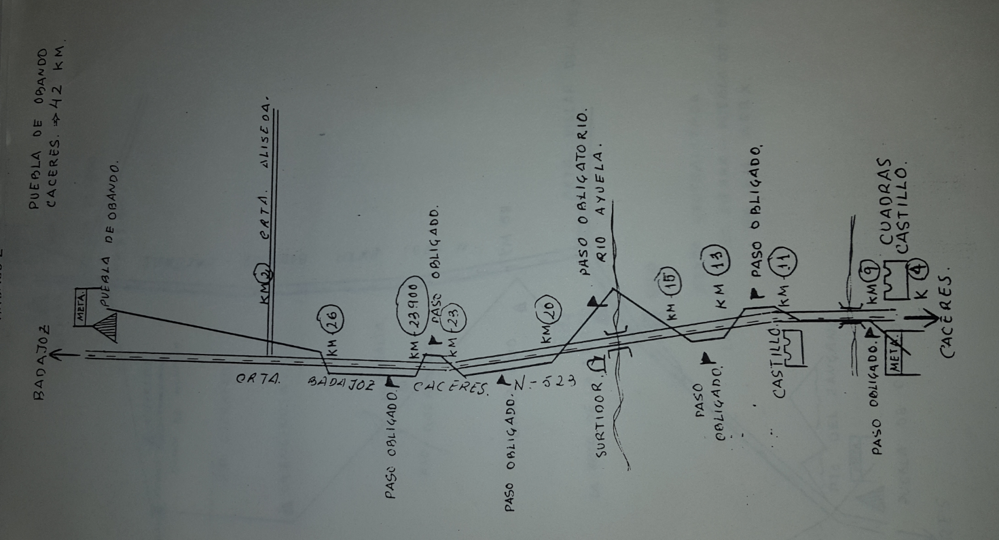 PUEBLA DE OBANDO
CACERES. ⇒ 42 KM.
BADAJOZ
META.
PUEBLA DE OBANDO.
KM 2
CRTA. ALISEDA.
KM 26
CRTA. BADAJOZ CACERES. N-523
KM 23.900
PASO OBLIGADO.
PASO OBLIGADO.
KM 23
PASO OBLIGADO.
KM 20
PASO OBLIGATORIO.
RIO AYUELA.
SURTIDOR.
KM 15
PASO
OBLIGADO.
KM 13
PASO OBLIGADO.
KM 11
CASTILLO.
KM 9
CUADRAS
CASTILLO.
K 4
PASO OBLIGADO.
META.
CACERES.